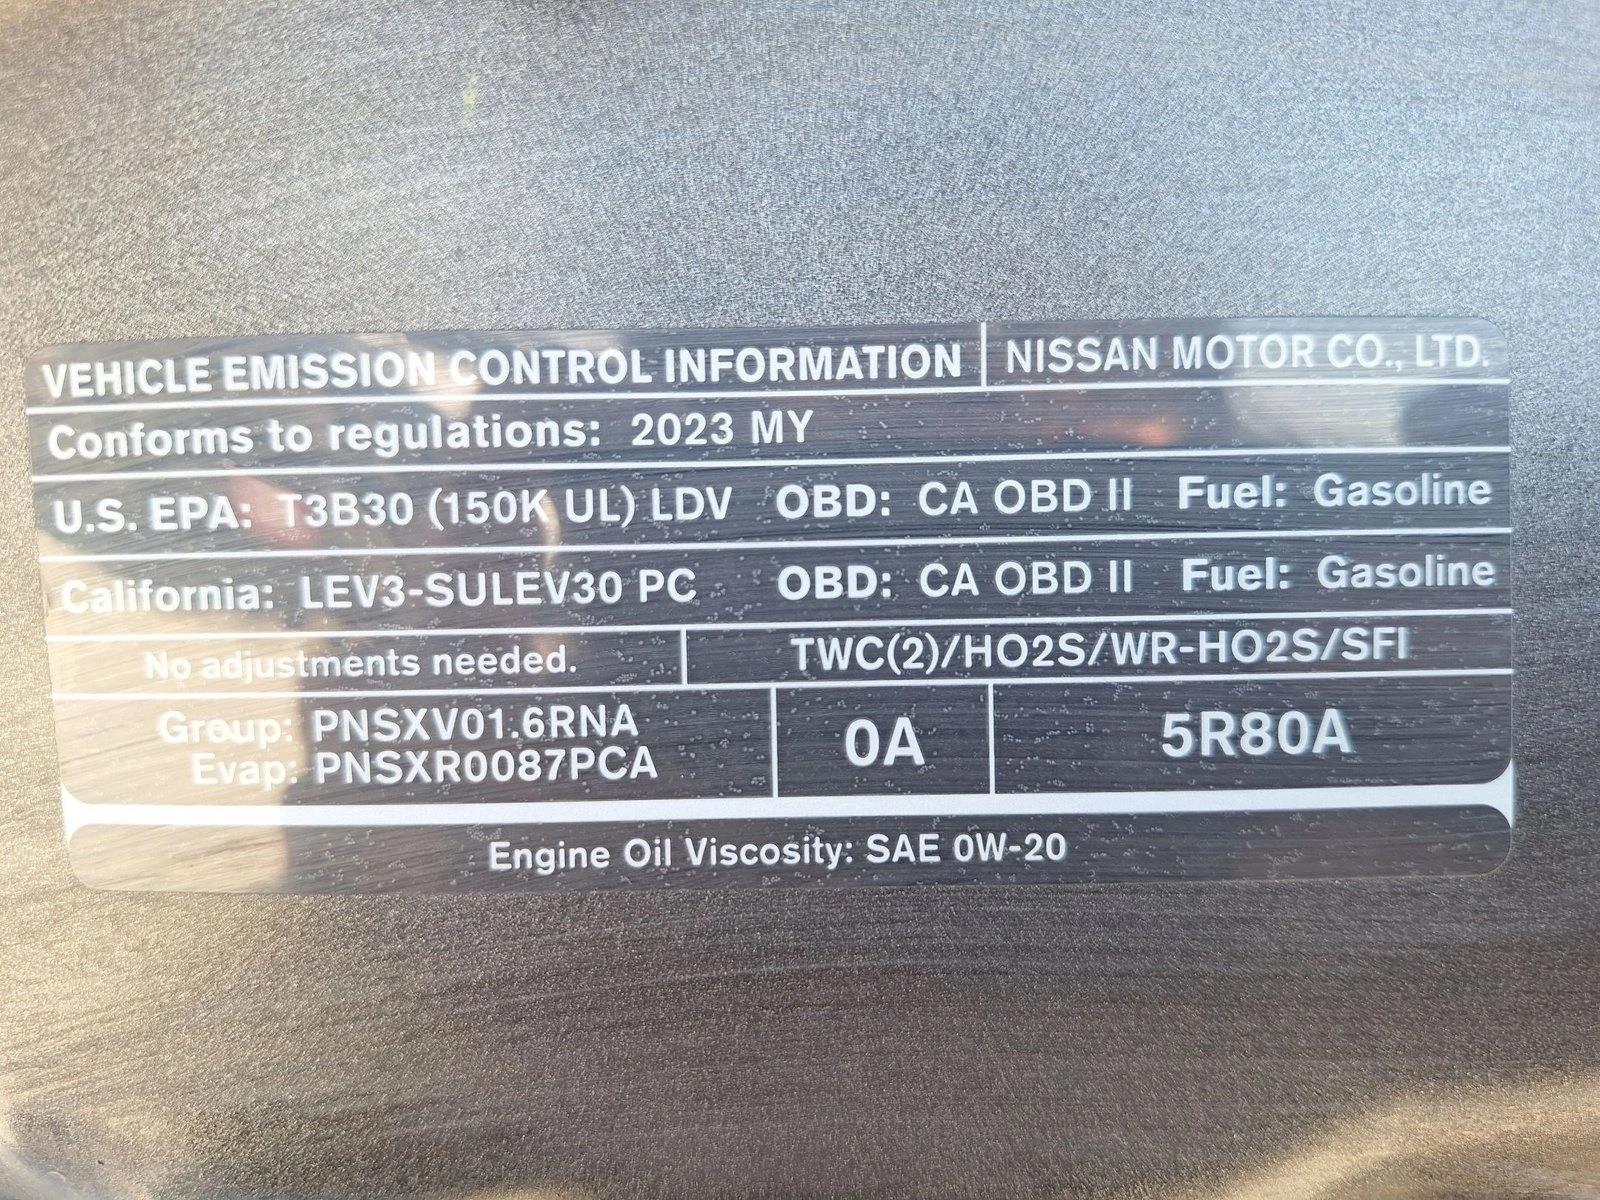 VEHICLE EMISSION CONTROL INFORMATION NISSAN MOTOR CO., LTD.
Conforms to regulations: 2023 MY
U.S. EPA: T3B30 (150K UL) LDV OBD: CA OBD II Fuel: Gasoline
California: LEV3-SULEV30 PC OBD: CA OBD II Fuel: Gasoline
No adjustments needed. TWC(2)/HO2S/WR-HO2S/SFI
Group: PNSXV01.6RNA
Evap: PNSXR0087PCA
0A
5R80A
Engine Oil Viscosity: SAE 0W-20